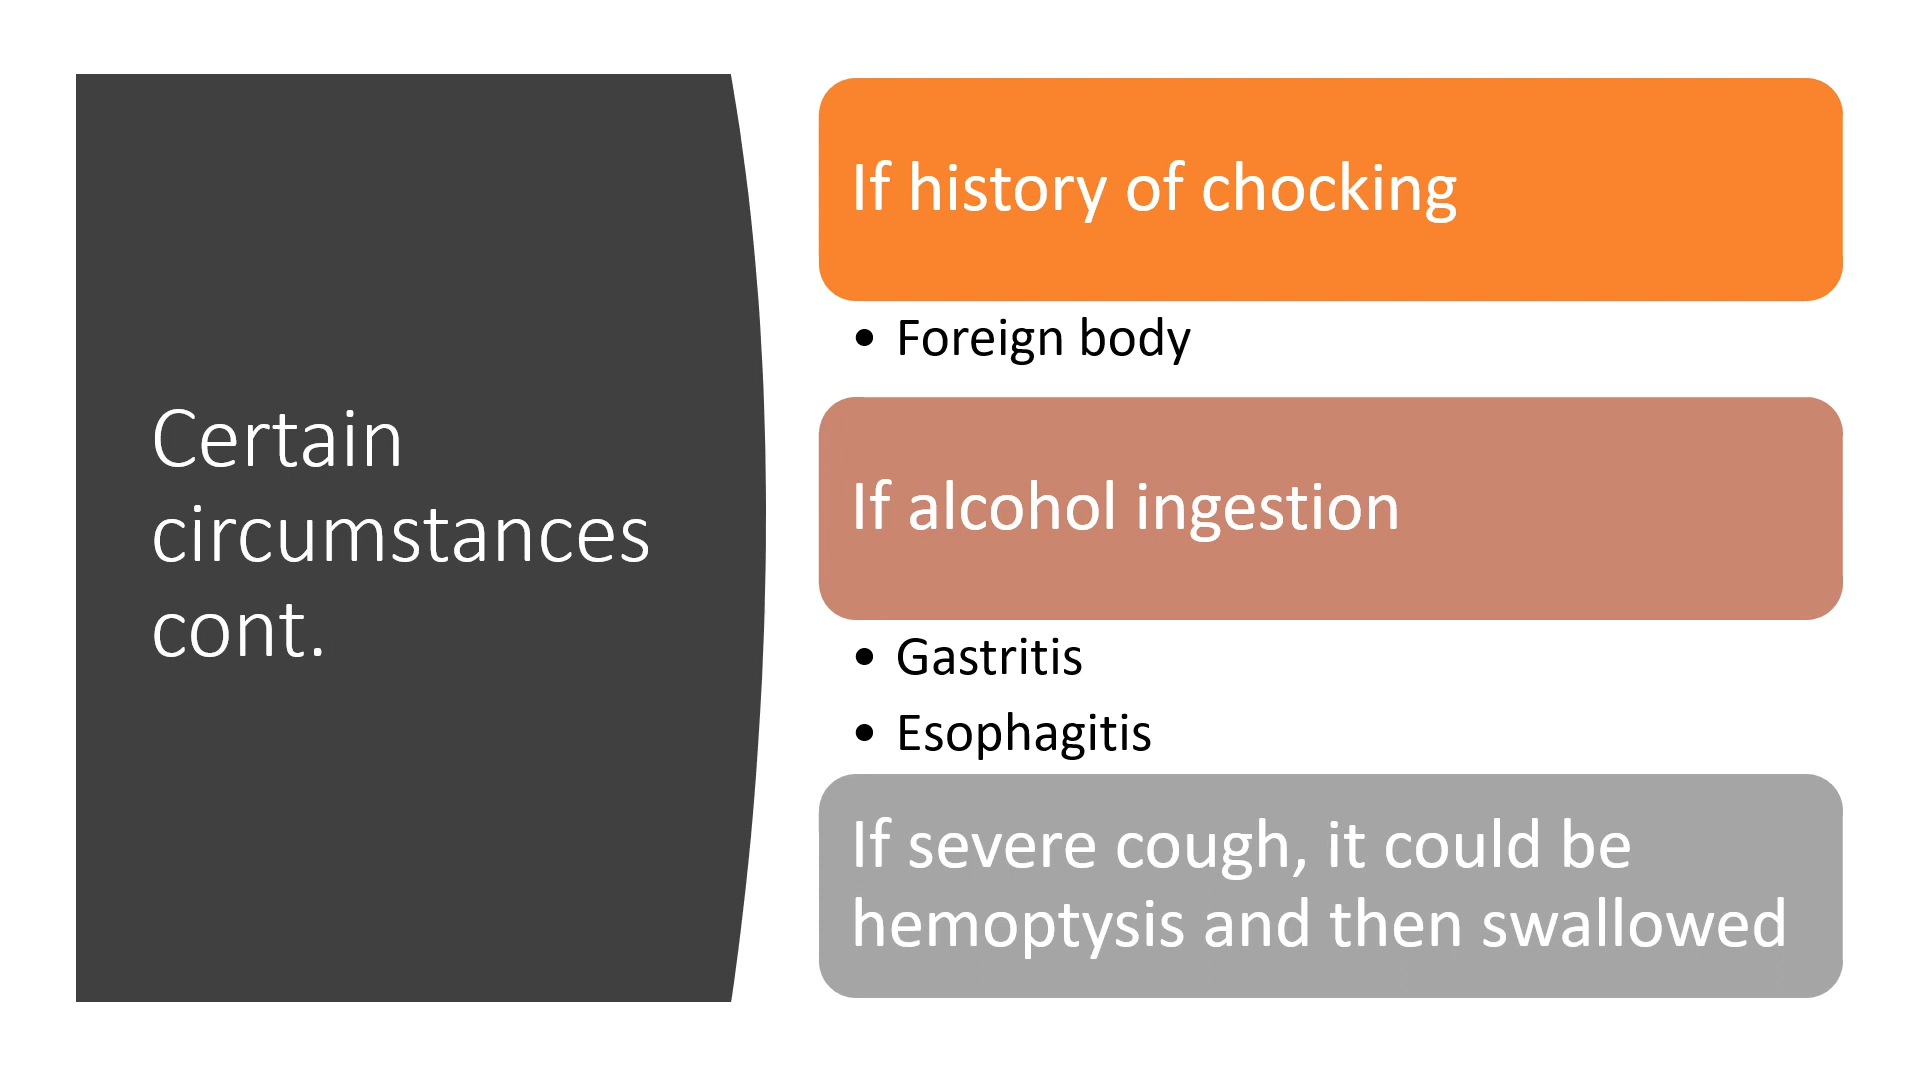 Certain
circumstances
cont.
If history of chocking
• Foreign body
If alcohol ingestion
• Gastritis
• Esophagitis
If severe cough, it could be
hemoptysis and then swallowed